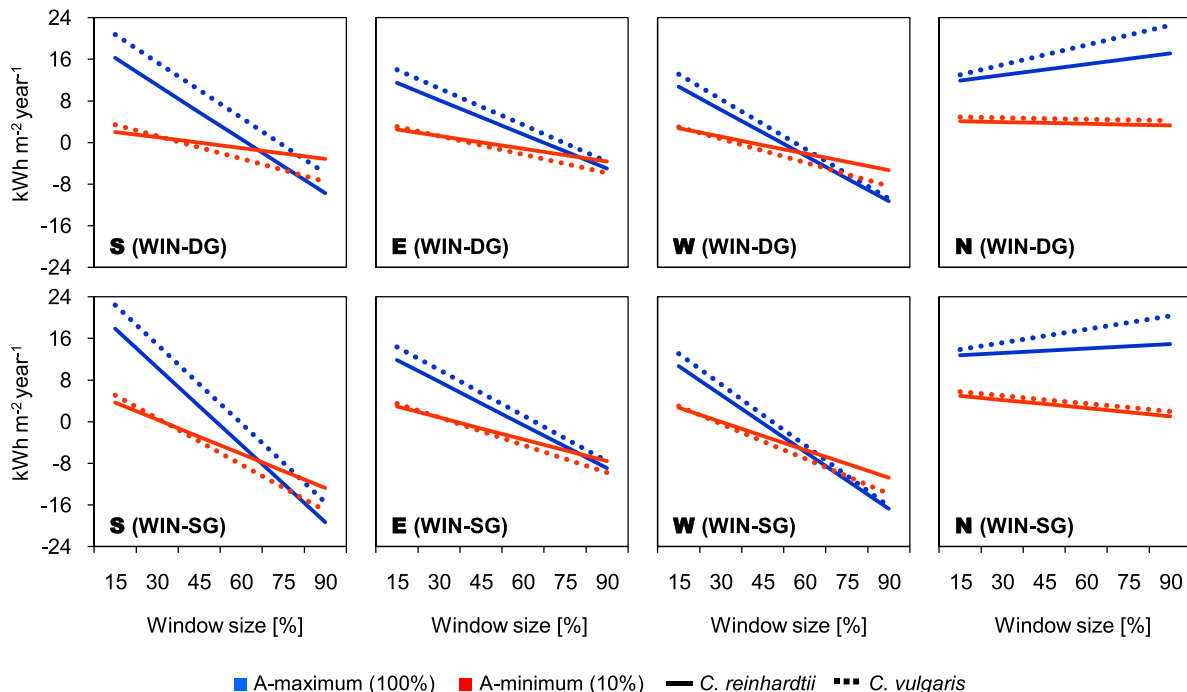 kWh m⁻² year⁻¹
24
16
8
0
-8
-16
-24
S (WIN-DG)
E (WIN-DG)
W (WIN-DG)
N (WIN-DG)
kWh m⁻² year⁻¹
24
16
8
0
-8
-16
-24
S (WIN-SG)
E (WIN-SG)
W (WIN-SG)
N (WIN-SG)
15 30 45 60 75 90
15 30 45 60 75 90
15 30 45 60 75 90
15 30 45 60 75 90
Window size [%]
Window size [%]
Window size [%]
Window size [%]
A-maximum (100%)
A-minimum (10%)
C. reinhardtii
C. vulgaris